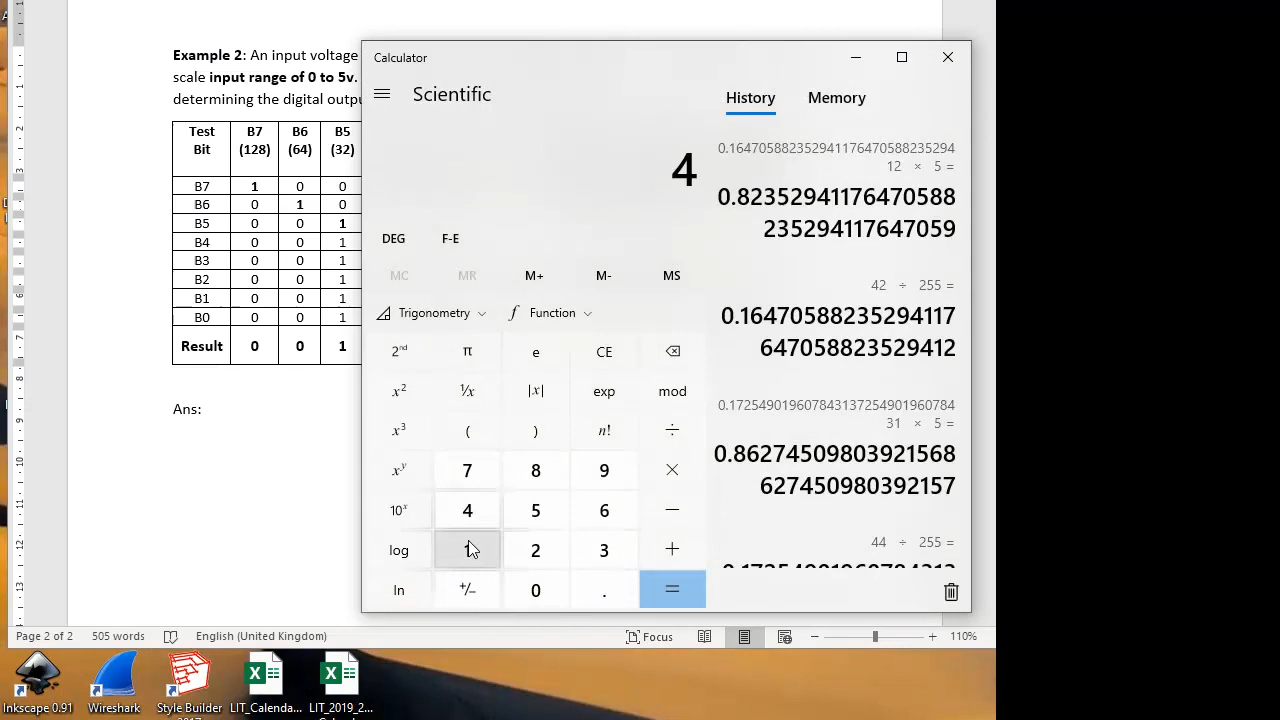 Example 2: An input voltage
scale input range of 0 to 5v.
determining the digital outpu
Test Bit B7 (128) B6 (64) B5 (32)
B7 1 0 0
B6 0 1 0
B5 0 0 1
B4 0 0 1
B3 0 0 1
B2 0 0 1
B1 0 0 1
B0 0 0 1
Result 0 0 1
Ans:
Calculator
Scientific
4
DEG F-E
MC MR M+ M- MS
Trigonometry Function
2nd π e CE
x² ⅟x |x| exp mod
x³ ( ) n! ÷
xʸ 7 8 9 ×
10ˣ 4 5 6 −
log 1 2 3 +
ln +/− 0 . =
History Memory
0.164705882352941176470588235294
12 × 5 =
0.82352941176470588
235294117647059
42 ÷ 255 =
0.16470588235294117
647058823529412
0.172549019607843137254901960784
31 × 5 =
0.86274509803921568
627450980392157
44 ÷ 255 =
Page 2 of 2 505 words English (United Kingdom) Focus 110%
Inkscape 0.91 Wireshark Style Builder LIT_Calenda... LIT_2019_2...